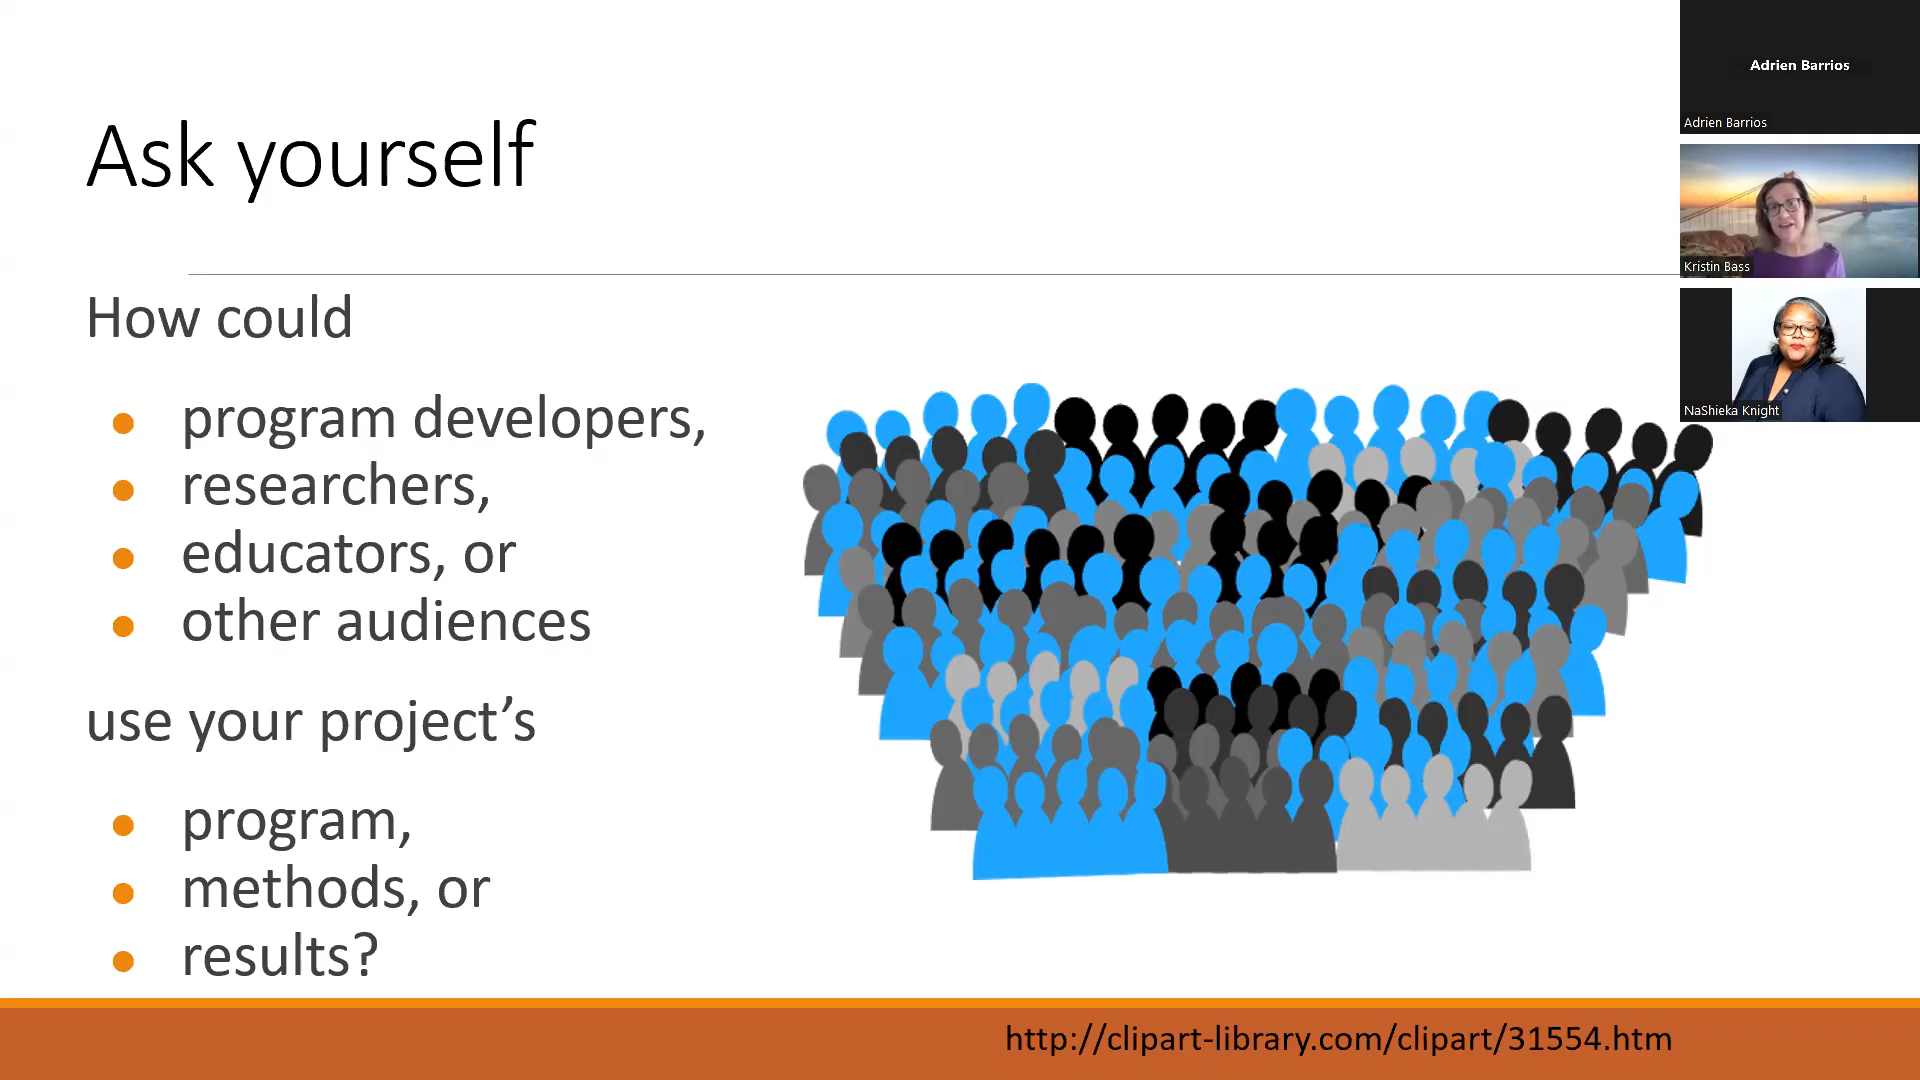 Ask yourself
How could
program developers,
researchers,
educators, or
other audiences
use your project’s
program,
methods, or
results?
http://clipart-library.com/clipart/31554.htm
Adrien Barrios
Adrien Barrios
Kristin Bass
NaShieka Knight